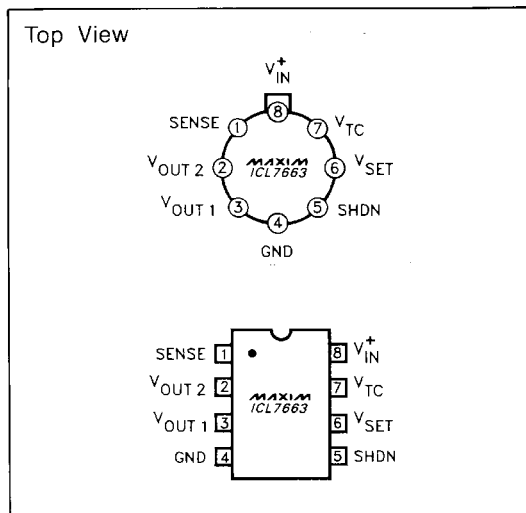 Top View
V+IN
8
SENSE 1 7 VTC
VOUT 2 2 MAXIM ICL7663 6 VSET
VOUT 1 3 5 SHDN
4
GND
SENSE 1 8 V+IN
VOUT 2 2 MAXIM 7 VTC
ICL7663
VOUT 1 3 6 VSET
GND 4 5 SHDN